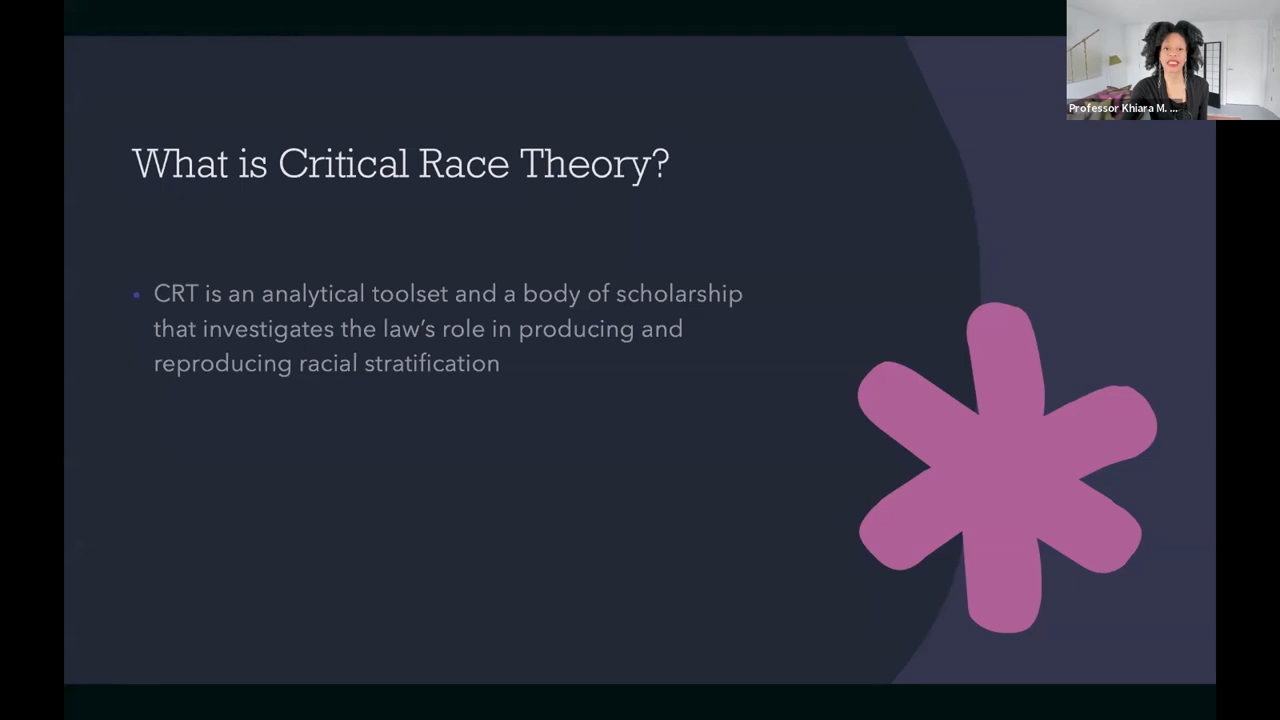 Professor Khiara M. ...
What is Critical Race Theory?
• CRT is an analytical toolset and a body of scholarship
that investigates the law’s role in producing and
reproducing racial stratification